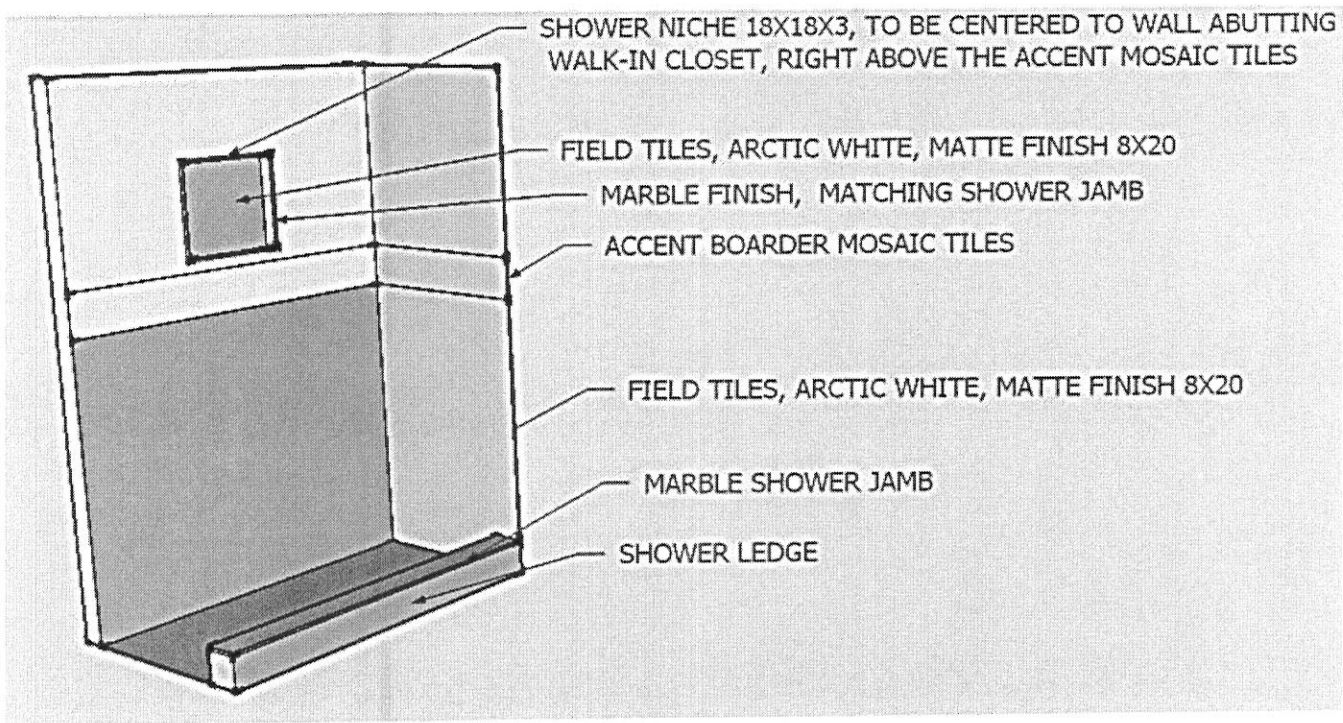 SHOWER NICHE 18X18X3, TO BE CENTERED TO WALL ABUTTING
WALK-IN CLOSET, RIGHT ABOVE THE ACCENT MOSAIC TILES
FIELD TILES, ARCTIC WHITE, MATTE FINISH 8X20
MARBLE FINISH, MATCHING SHOWER JAMB
ACCENT BOARDER MOSAIC TILES
FIELD TILES, ARCTIC WHITE, MATTE FINISH 8X20
MARBLE SHOWER JAMB
SHOWER LEDGE